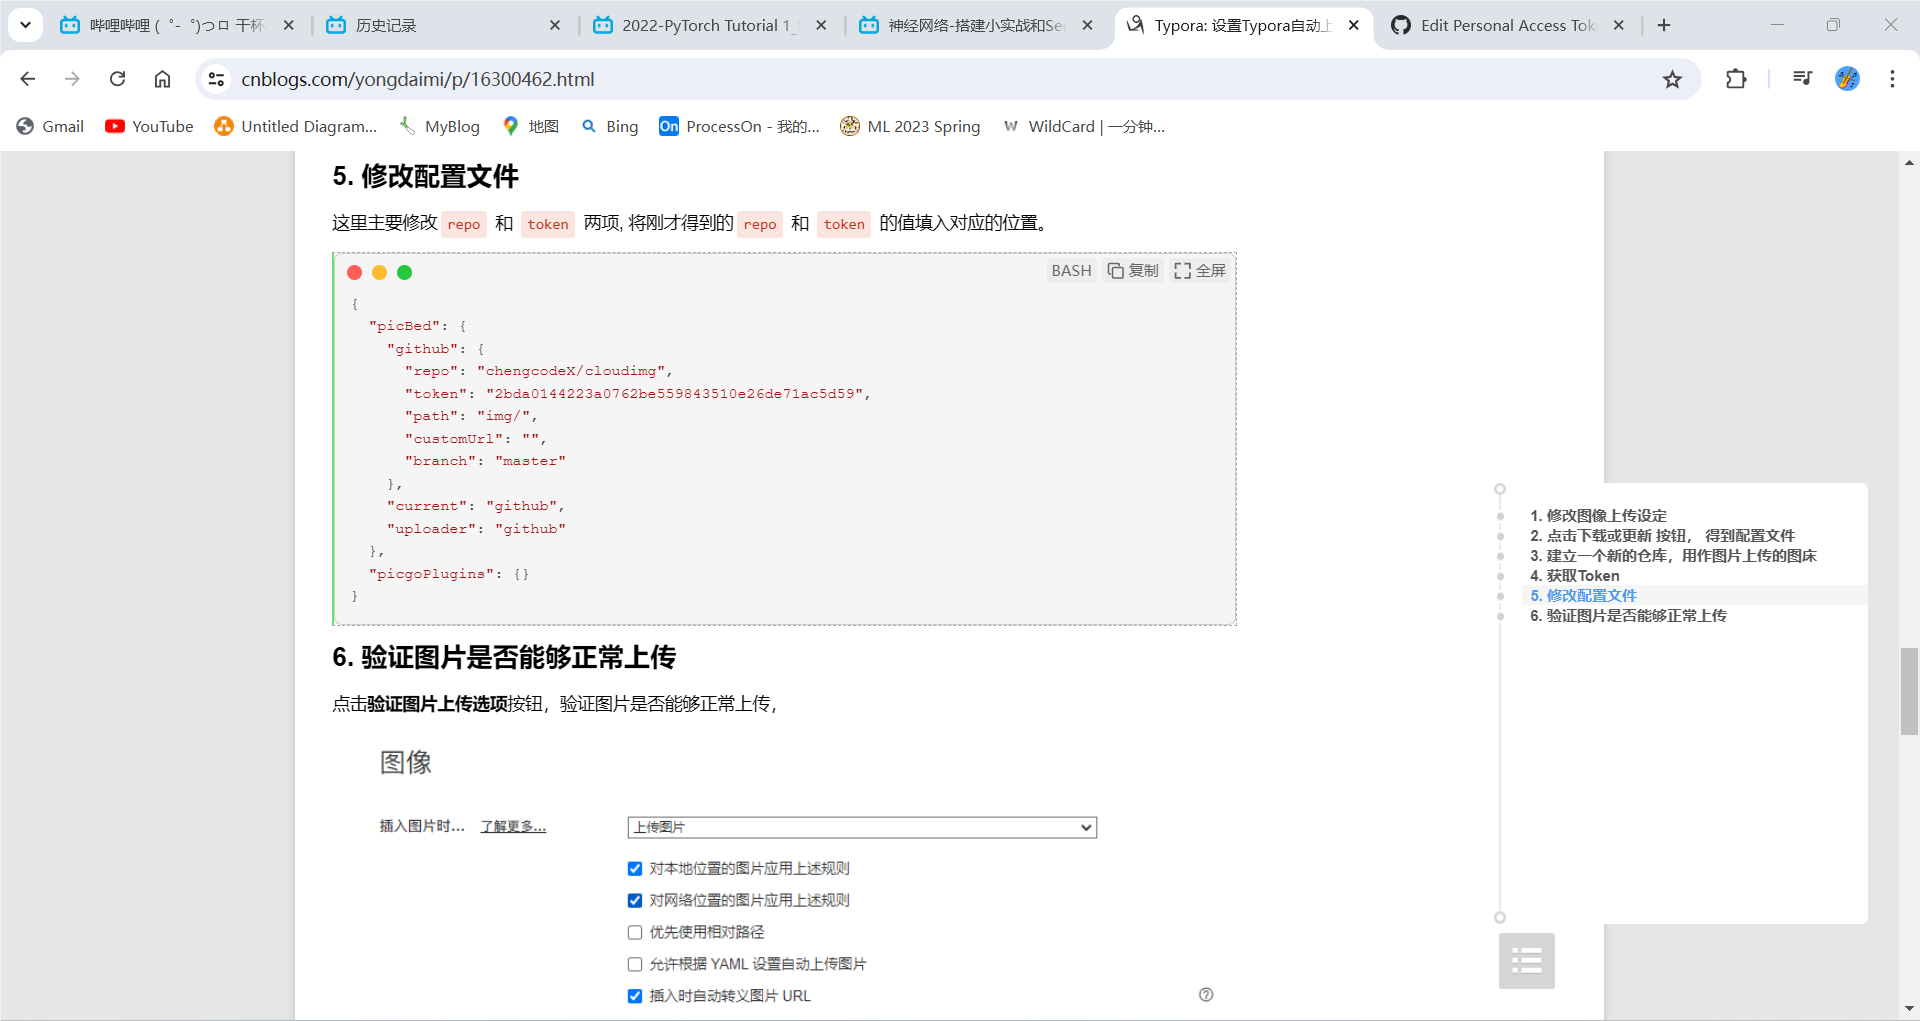 哔哩哔哩 (゜-゜)つロ 干杯
历史记录
2022-PyTorch Tutorial 1_
神经网络-搭建小实战和Se
Typora: 设置Typora自动上
Edit Personal Access Tok
cnblogs.com/yongdaimi/p/16300462.html
Gmail
YouTube
Untitled Diagram...
MyBlog
地图
Bing
On
ProcessOn - 我的...
ML 2023 Spring
W
WildCard | 一分钟...
5. 修改配置文件
这里主要修改 repo 和 token 两项, 将刚才得到的 repo 和 token 的值填入对应的位置。
BASH 复制 全屏
{
"picBed": {
"github": {
"repo": "chengcodeX/cloudimg",
"token": "2bda0144223a0762be559843510e26de71ac5d59",
"path": "img/",
"customUrl": "",
"branch": "master"
},
"current": "github",
"uploader": "github"
},
"picgoPlugins": {}
}
6. 验证图片是否能够正常上传
点击验证图片上传选项按钮，验证图片是否能够正常上传，
图像
插入图片时... 了解更多...
上传图片
对本地位置的图片应用上述规则
对网络位置的图片应用上述规则
优先使用相对路径
允许根据 YAML 设置自动上传图片
插入时自动转义图片 URL
1. 修改图像上传设定
2. 点击下载或更新 按钮， 得到配置文件
3. 建立一个新的仓库，用作图片上传的图床
4. 获取Token
5. 修改配置文件
6. 验证图片是否能够正常上传